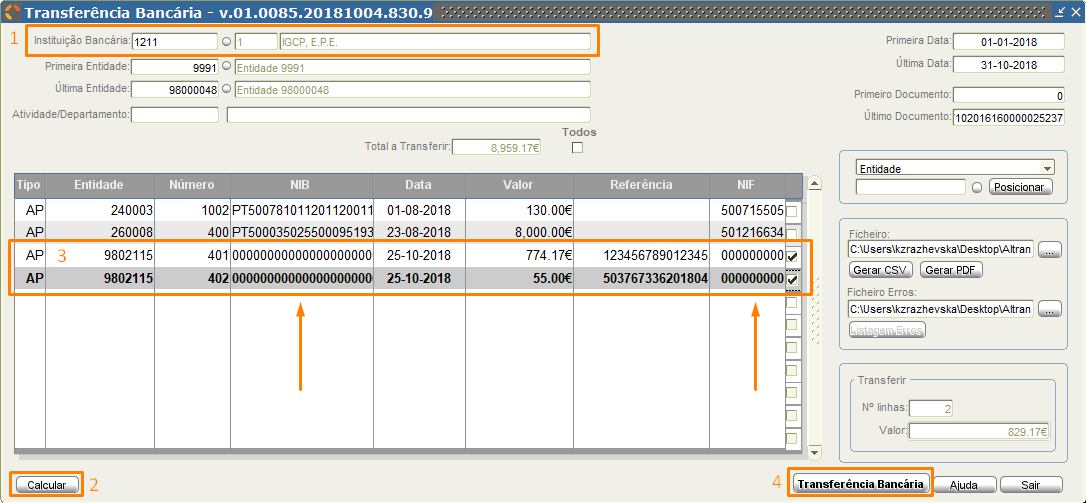 Transferência Bancária - v.01.0085.20181004.830.9
1 Instituição Bancária: 1211 1 IGCP, E.P.E. Primeira Data: 01-01-2018
Primeira Entidade: 9991 Entidade 9991 Última Data: 31-10-2018
Última Entidade: 98000048 Entidade 98000048 Primeiro Documento: 0
Atividade/Departamento: Último Documento: 102016160000025237
Todos
Total a Transferir: 8,959.17€
Entidade
Posicionar
Tipo Entidade Número NIB Data Valor Referência NIF
AP 240003 1002 PT500781011201120011 01-08-2018 130.00€ 500715505
AP 260008 400 PT5000035025500095193 23-08-2018 8,000.00€ 501216634
AP 3 9802115 401 00000000000000000000 25-10-2018 774.17€ 123456789012345 000000000
AP 9802115 402 00000000000000000000 25-10-2018 55.00€ 503767336201804 000000000
Ficheiro:
C:\Users\kzrazhevska\Desktop\Altran ...
Gerar CSV Gerar PDF
Ficheiro Erros:
C:\Users\kzrazhevska\Desktop\Altran ...
Listagem Erros
Transferir
Nº linhas: 2
Valor: 829.17€
Calcular 2 4 Transferência Bancária Ajuda Sair